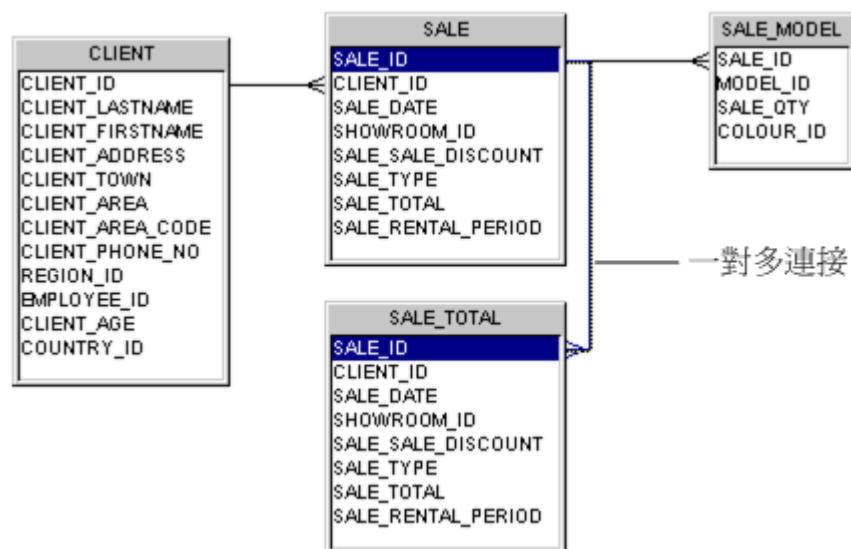 CLIENT
CLIENT_ID
CLIENT_LASTNAME
CLIENT_FIRSTNAME
CLIENT_ADDRESS
CLIENT_TOWN
CLIENT_AREA
CLIENT_AREA_CODE
CLIENT_PHONE_NO
REGION_ID
EMPLOYEE_ID
CLIENT_AGE
COUNTRY_ID
SALE
SALE_ID
CLIENT_ID
SALE_DATE
SHOWROOM_ID
SALE_SALE_DISCOUNT
SALE_TYPE
SALE_TOTAL
SALE_RENTAL_PERIOD
SALE_MODEL
SALE_ID
MODEL_ID
SALE_QTY
COLOUR_ID
一對多連接
SALE_TOTAL
SALE_ID
CLIENT_ID
SALE_DATE
SHOWROOM_ID
SALE_SALE_DISCOUNT
SALE_TYPE
SALE_TOTAL
SALE_RENTAL_PERIOD